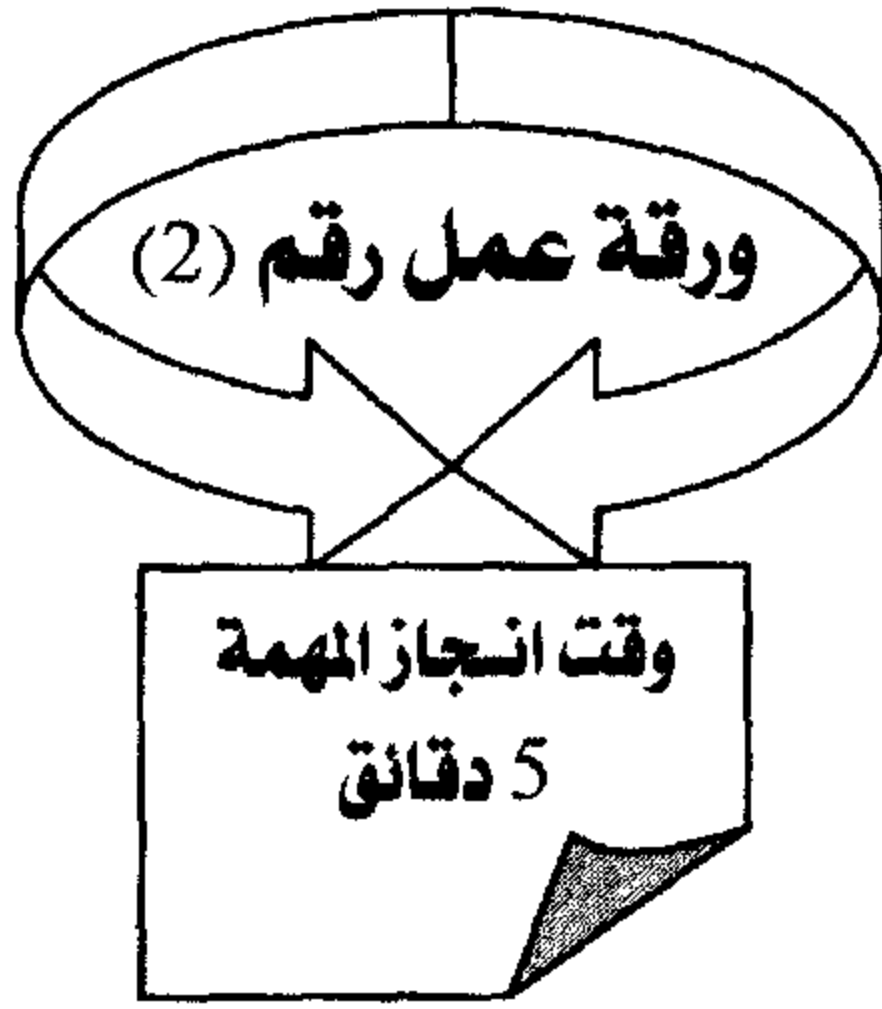 ورقة عمل رقم (2)
وقت انجاز المهمة
5 دقائق